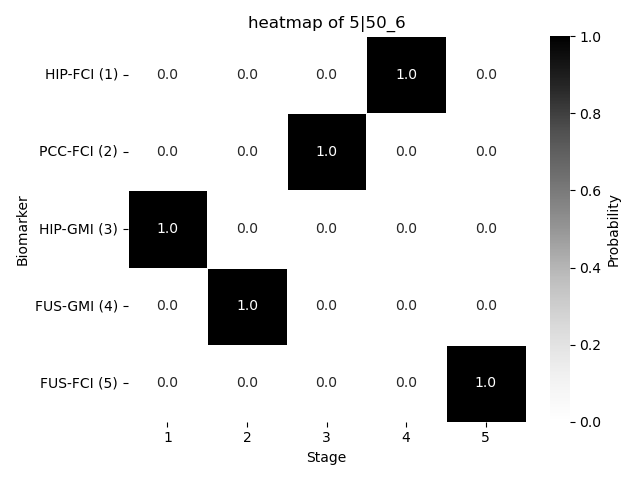 heatmap of 5|50_6
HIP-FCI (1) 0.0 0.0 0.0 1.0 0.0
PCC-FCI (2) 0.0 0.0 1.0 0.0 0.0
HIP-GMI (3) 1.0 0.0 0.0 0.0 0.0
FUS-GMI (4) 0.0 1.0 0.0 0.0 0.0
FUS-FCI (5) 0.0 0.0 0.0 0.0 1.0
1 2 3 4 5
Stage
Biomarker
1.0
0.8
0.6
0.4
0.2
0.0
Probability